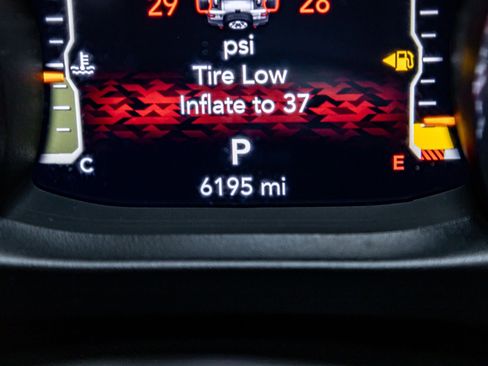 29 28
psi
Tire Low
Inflate to 37
C P E
6195 mi